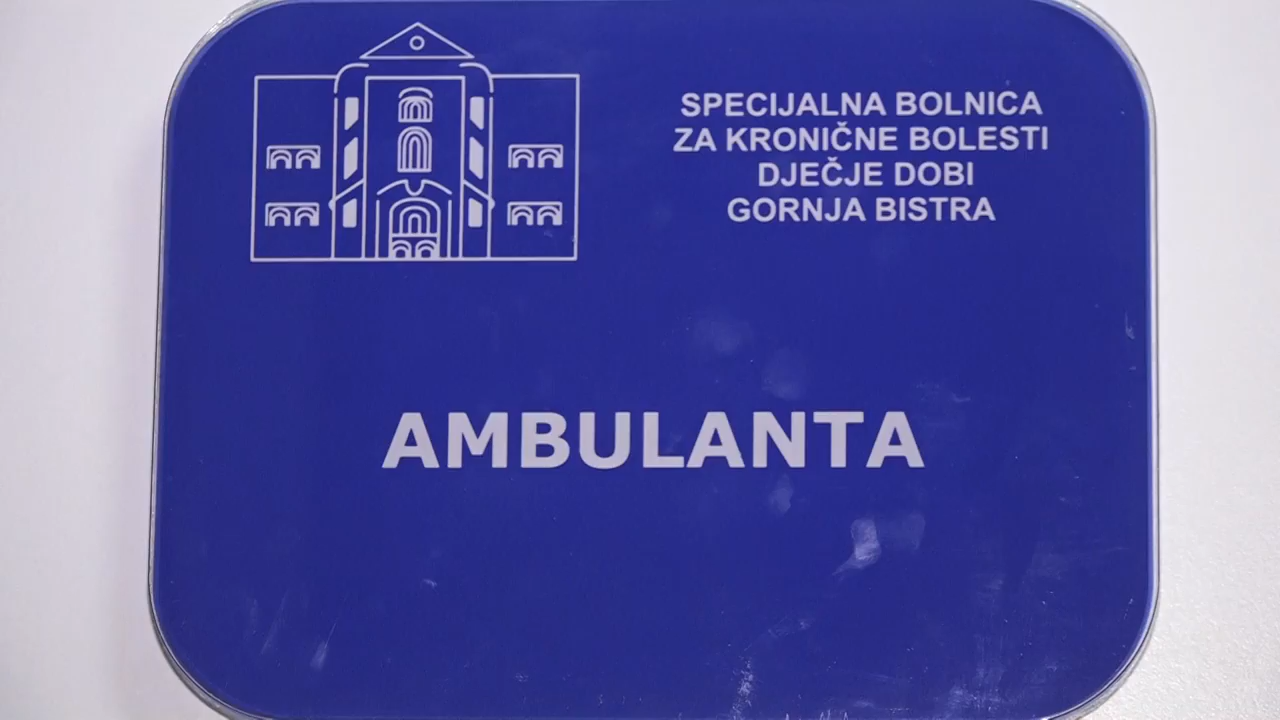 SPECIJALNA BOLNICA
ZA KRONIČNE BOLESTI
DJEČJE DOBI
GORNJA BISTRA
AMBULANTA